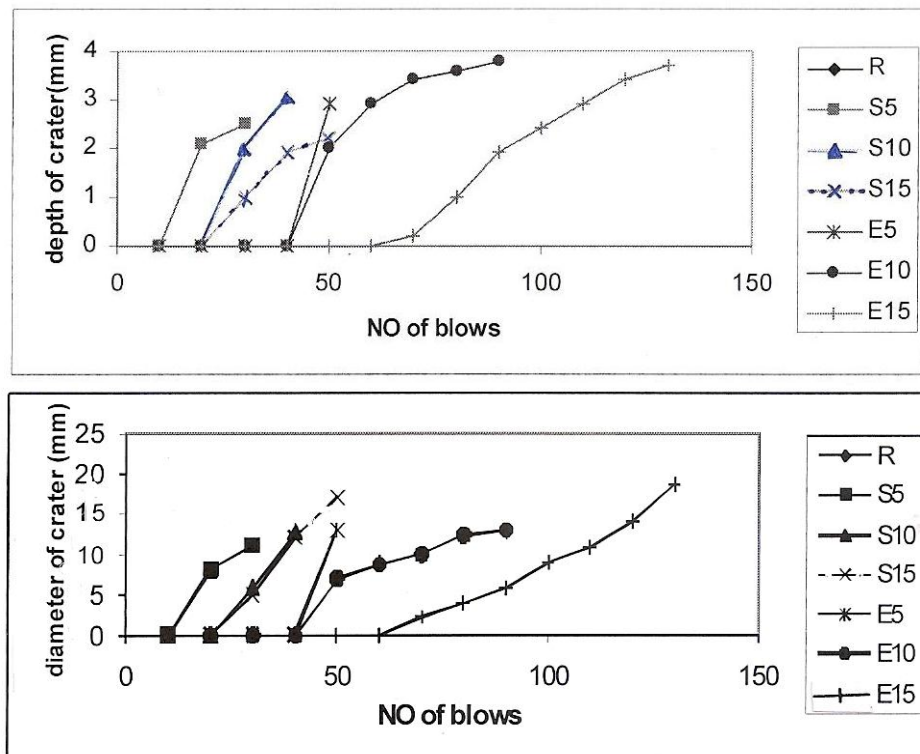 depth of crater(mm)
4
3
2
1
0
0
50
100
150
NO of blows
R
S5
S10
S15
E5
E10
E15
diameter of crater (mm)
25
20
15
10
5
0
0
50
100
150
NO of blows
R
S5
S10
S15
E5
E10
E15